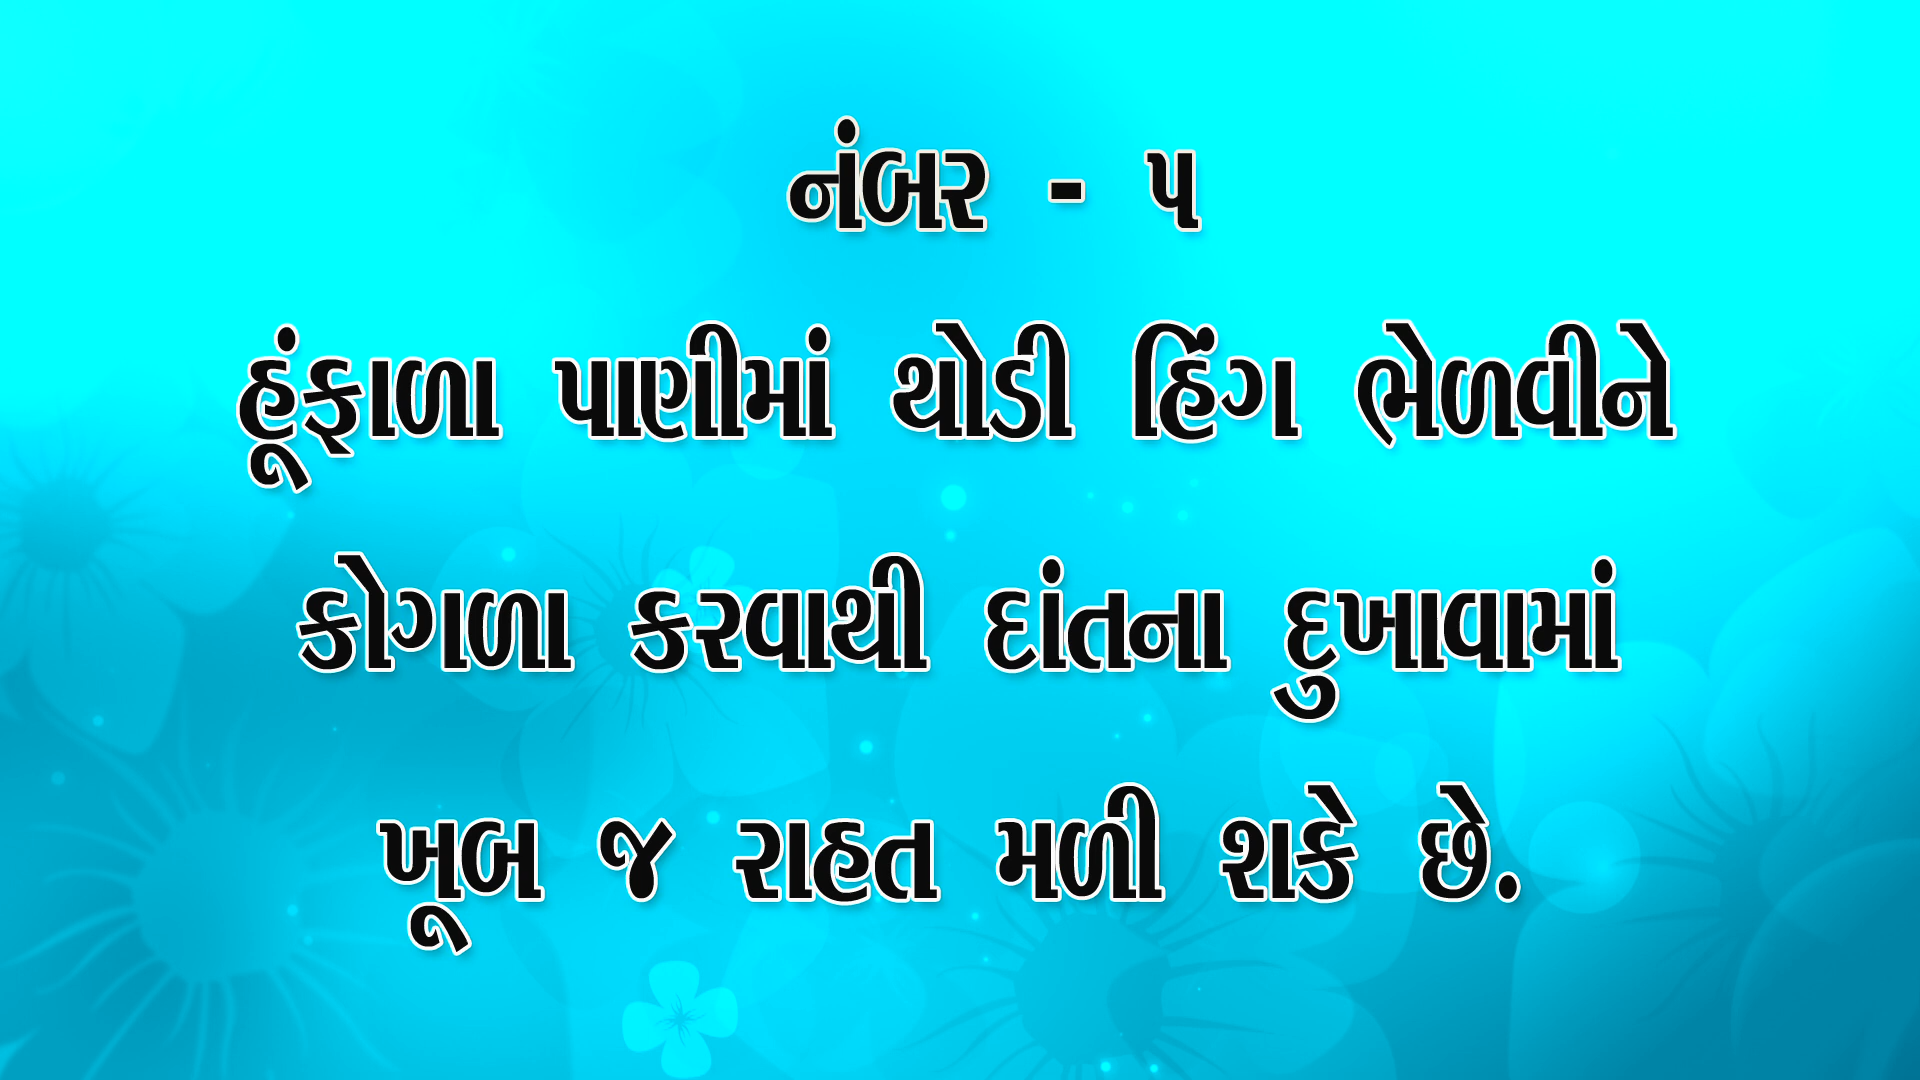 નંબર - ૫
હૂંફાળા પાણીમાં થોડી હિંગ ભેળવીને
કોગળા કરવાથી દાંતના દુખાવામાં
ખૂબ જ રાહત મળી શકે છે.